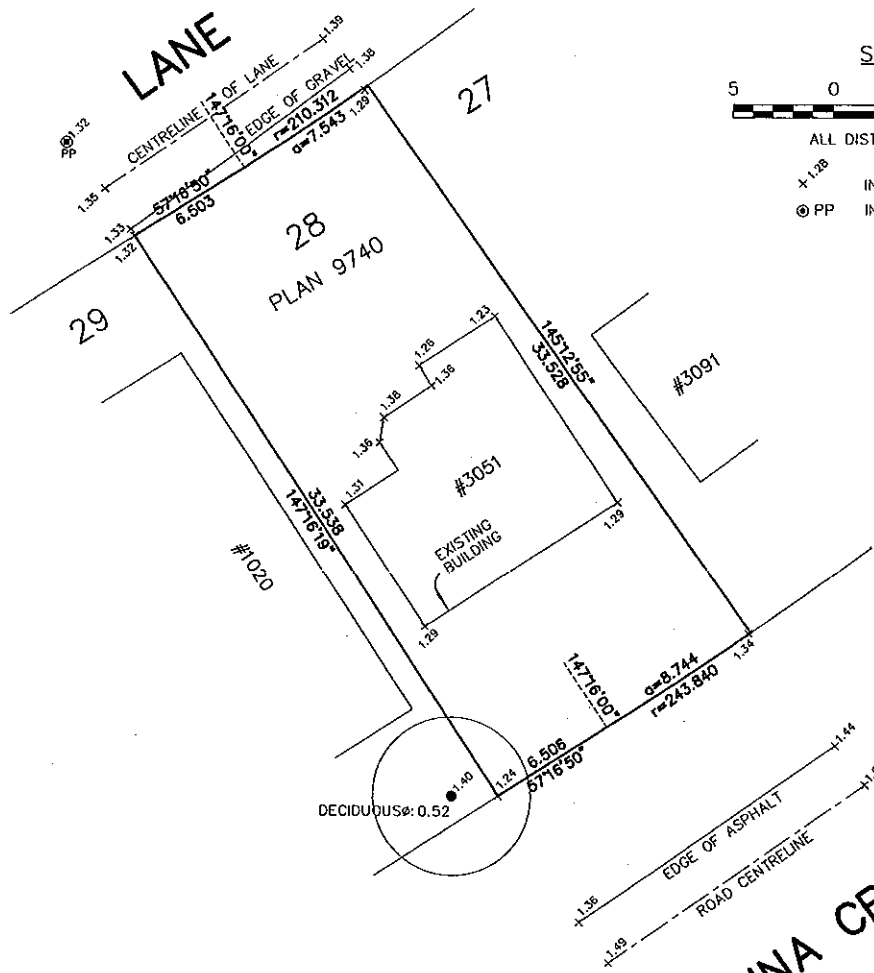 LANE
1.39
CENTRELINE OF LANE
1.38
EDGE OF GRAVEL
1.32
PP
1.35
147°16'00"
r=210.312
a=7.543
1.29
27
57°16'50"
6.503
1.33
1.32
28
PLAN 9740
29
5 0
ALL DIST
1.28 IN
PP IN
1.23
1.26
1.36
1.38
1.36
1.31
145°12'55"
33.528
#3091
#3051
33.538
147°16'19"
#1020
1.29
EXISTING
BUILDING
1.29
1.34
147°16'00"
a=8.744
r=243.840
6.506
57°16'50"
1.24
1.40
DECIDUOUSø: 0.52
1.44
EDGE OF ASPHALT
ROAD CENTRELINE
1.36
1.49